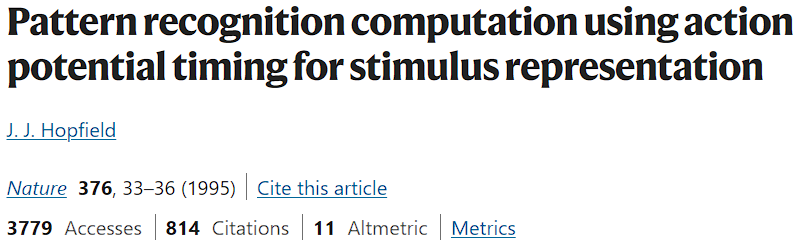 Pattern recognition computation using action
potential timing for stimulus representation
J. J. Hopfield
Nature 376, 33–36 (1995) Cite this article
3779 Accesses 814 Citations 11 Altmetric Metrics